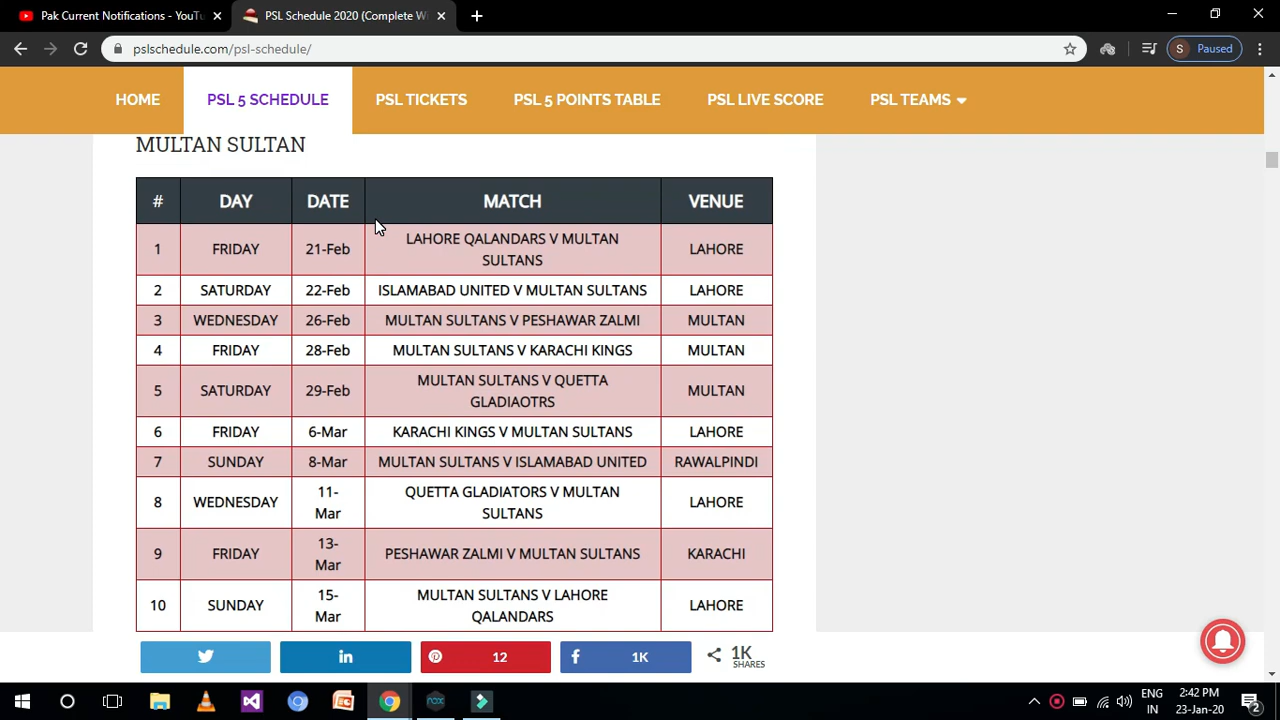 Pak Current Notifications - YouTu
PSL Schedule 2020 (Complete Wi
pslschedule.com/psl-schedule/
S Paused
HOME PSL 5 SCHEDULE PSL TICKETS PSL 5 POINTS TABLE PSL LIVE SCORE PSL TEAMS
MULTAN SULTAN
# DAY DATE MATCH VENUE
1 FRIDAY 21-Feb LAHORE QALANDARS V MULTAN LAHORE
SULTANS
2 SATURDAY 22-Feb ISLAMABAD UNITED V MULTAN SULTANS LAHORE
3 WEDNESDAY 26-Feb MULTAN SULTANS V PESHAWAR ZALMI MULTAN
4 FRIDAY 28-Feb MULTAN SULTANS V KARACHI KINGS MULTAN
5 SATURDAY 29-Feb MULTAN SULTANS V QUETTA MULTAN
GLADIAOTRS
6 FRIDAY 6-Mar KARACHI KINGS V MULTAN SULTANS LAHORE
7 SUNDAY 8-Mar MULTAN SULTANS V ISLAMABAD UNITED RAWALPINDI
8 WEDNESDAY 11- QUETTA GLADIATORS V MULTAN LAHORE
Mar SULTANS
9 FRIDAY 13- PESHAWAR ZALMI V MULTAN SULTANS KARACHI
Mar
10 SUNDAY 15- MULTAN SULTANS V LAHORE LAHORE
Mar QALANDARS
12 1K 1K
SHARES
ENG 2:42 PM
IN 23-Jan-20 2